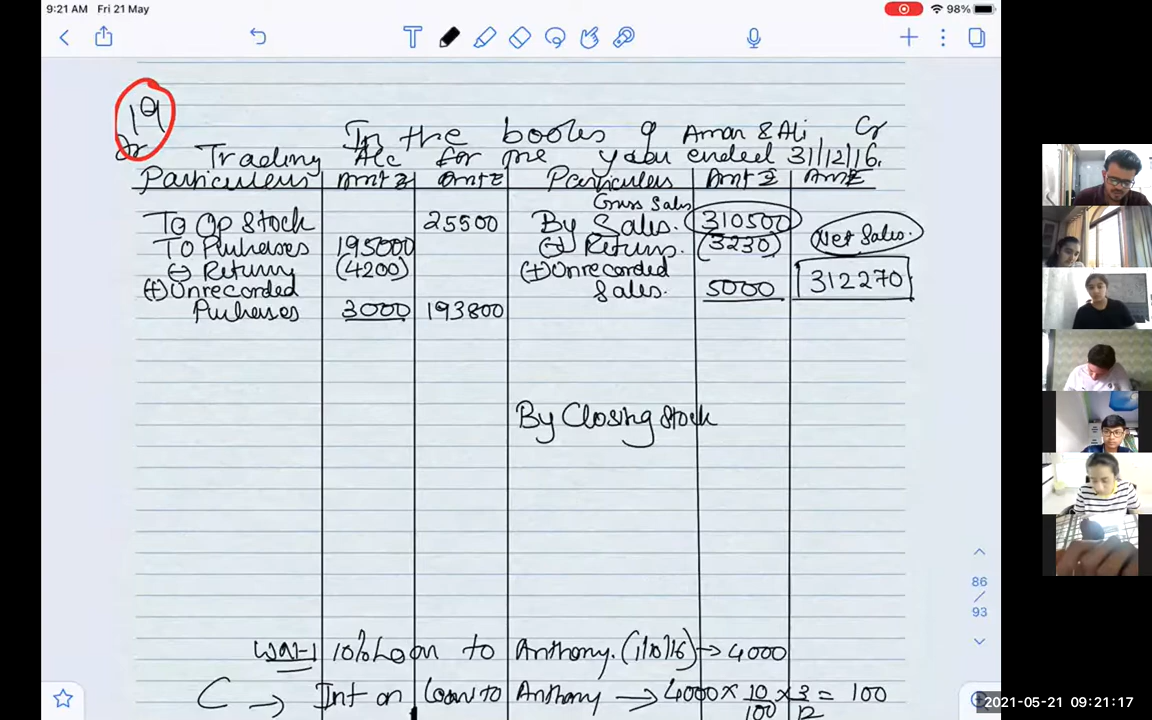 9:21 AM Fri 21 May 98%
19
In the books of Aman & Ali
Dr Cr
Trading A/c for the year ended 31/12/16.
Particulars Amt ₹ Amt ₹ Particulars Amt ₹ Amt ₹
Gross Sales
To Op Stock 25500 By Sales. 310500
To Purchases 195000 (-) Return. (3230) Net Sales.
(-) Return (4200) (+) Unrecorded
(+) Unrecorded Sales. 5000 312270
Purchases 3000 193800
By Closing Stock
WN-1 10% Loan to Anthony. (1/10/16) → 4000
C → Int on loan to Anthony → 4000 × 10/100 × 3/12 = 100
86
/
93
2021-05-21 09:21:17